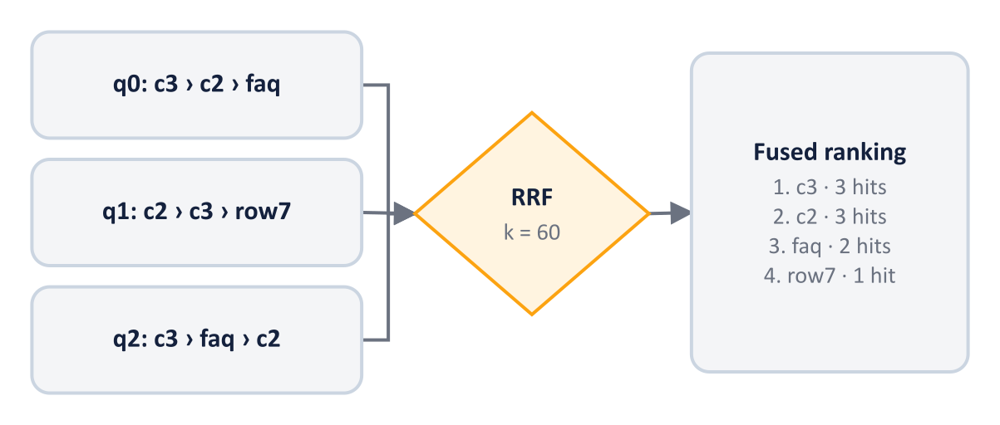 q0: c3 › c2 › faq
q1: c2 › c3 › row7
q2: c3 › faq › c2
RRF
k = 60
Fused ranking
1. c3 · 3 hits
2. c2 · 3 hits
3. faq · 2 hits
4. row7 · 1 hit